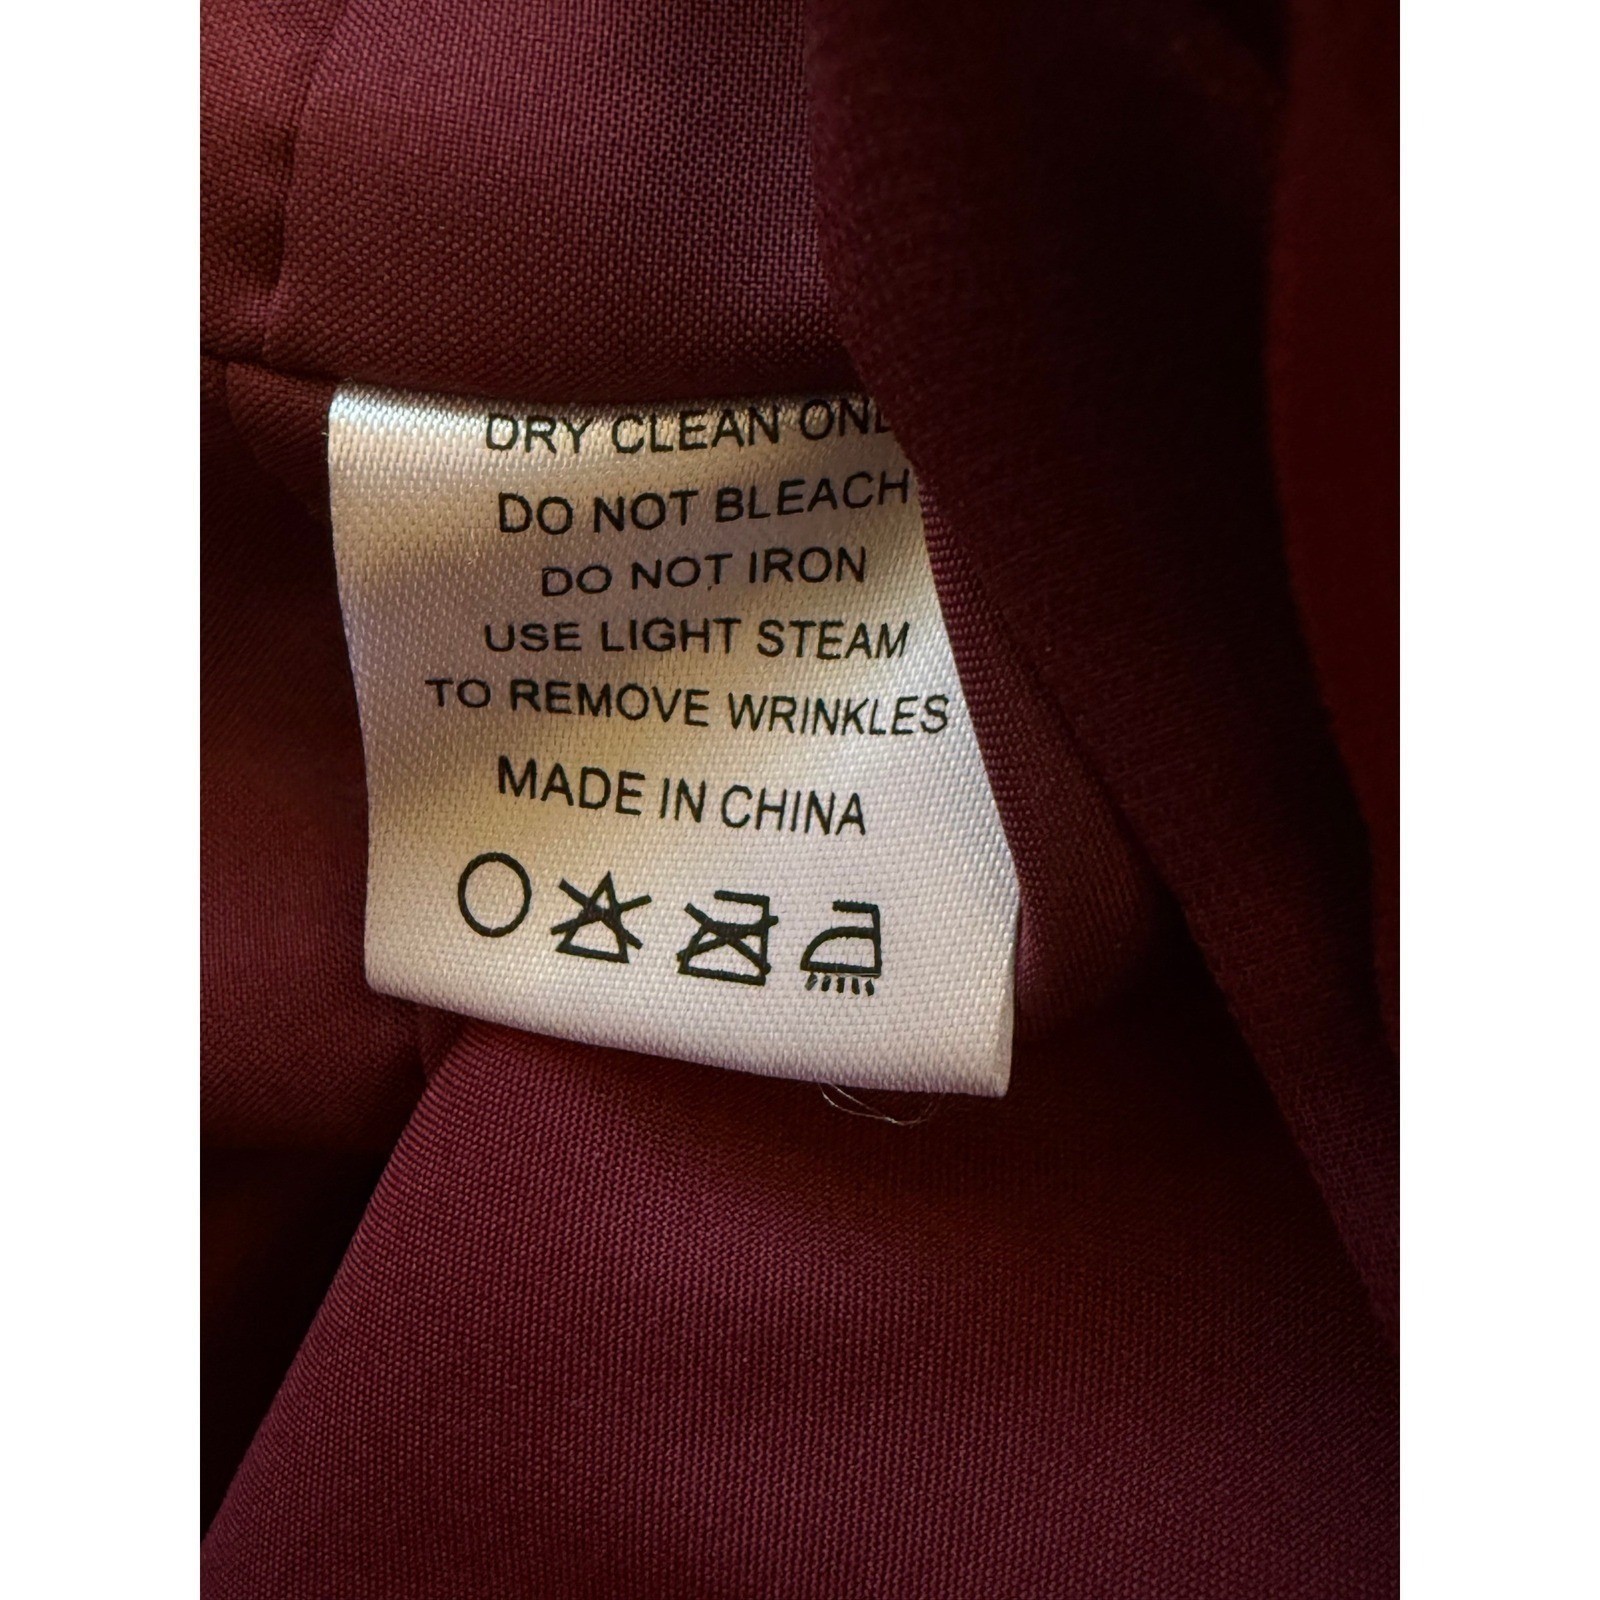 DRY CLEAN ONL
DO NOT BLEACH
DO NOT IRON
USE LIGHT STEAM
TO REMOVE WRINKLES
MADE IN CHINA